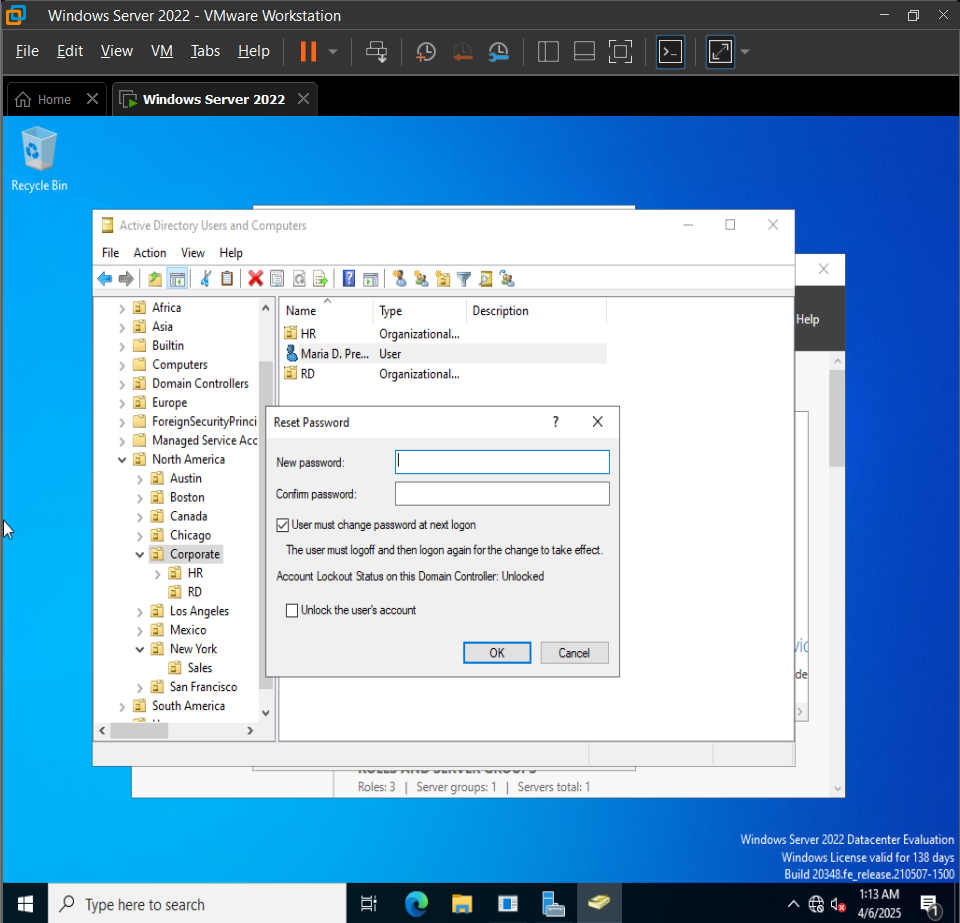 Windows Server 2022 - VMware Workstation
File Edit View VM Tabs Help
Home Windows Server 2022
Recycle Bin
Active Directory Users and Computers
File Action View Help
Help
Name Type Description
HR Organizational...
Maria D. Pre... User
RD Organizational...
Africa
Asia
Builtin
Computers
Domain Controllers
Europe
ForeignSecurityPrinci
Managed Service Acc
North America
Austin
Boston
Canada
Chicago
Corporate
HR
RD
Los Angeles
Mexico
New York
Sales
San Francisco
South America
Reset Password ?
New password:
Confirm password:
User must change password at next logon
The user must logoff and then logon again for the change to take effect.
Account Lockout Status on this Domain Controller: Unlocked
Unlock the user's account
OK Cancel
ROLES AND SERVER GROUPS
Roles: 3 | Server groups: 1 | Servers total: 1
Windows Server 2022 Datacenter Evaluation
Windows License valid for 138 days
Build 20348.fe_release.210507-1500
Type here to search
1:13 AM
4/6/2025
1